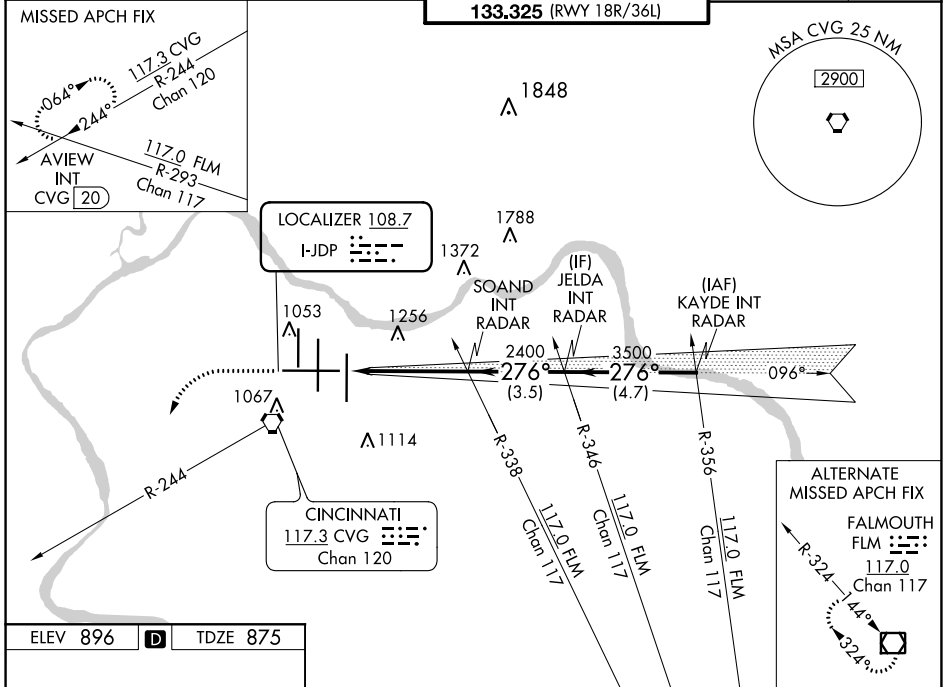 133.325 (RWY 18R/36L)
MISSED APCH FIX
117.3 CVG
R-244
Chan 120
064°
244°
117.0 FLM
R-293
Chan 117
AVIEW
INT
CVG 20
1848
MSA CVG 25 NM
2900
LOCALIZER 108.7
I-JDP
1788
1372
SOAND
INT
RADAR
(IF)
JELDA
INT
RADAR
(IAF)
KAYDE INT
RADAR
1053
1256
2400
3500
276°
276°
096°
(3.5)
(4.7)
1067
1114
R-244
R-338
R-346
R-356
117.0 FLM
Chan 117
117.0 FLM
Chan 117
117.0 FLM
Chan 117
CINCINNATI
117.3 CVG
Chan 120
ALTERNATE
MISSED APCH FIX
FALMOUTH
FLM
117.0
Chan 117
R-324
144°
324°
ELEV 896 D TDZE 875